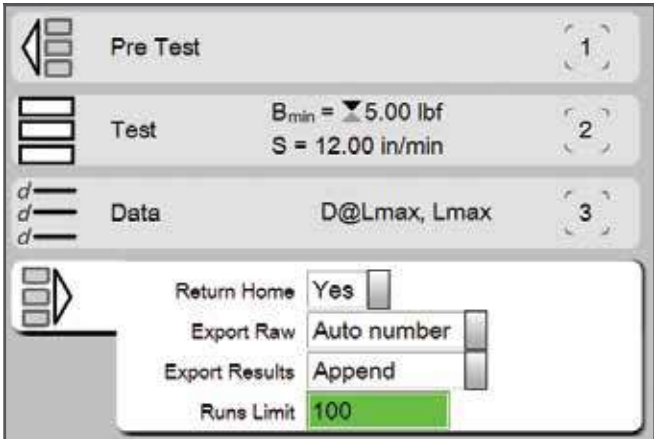 Pre Test 1
Bmin = 5.00 lbf
Test 2
S = 12.00 in/min
d
d Data D@Lmax, Lmax 3
d
Return Home Yes
Export Raw Auto number
Export Results Append
Runs Limit 100